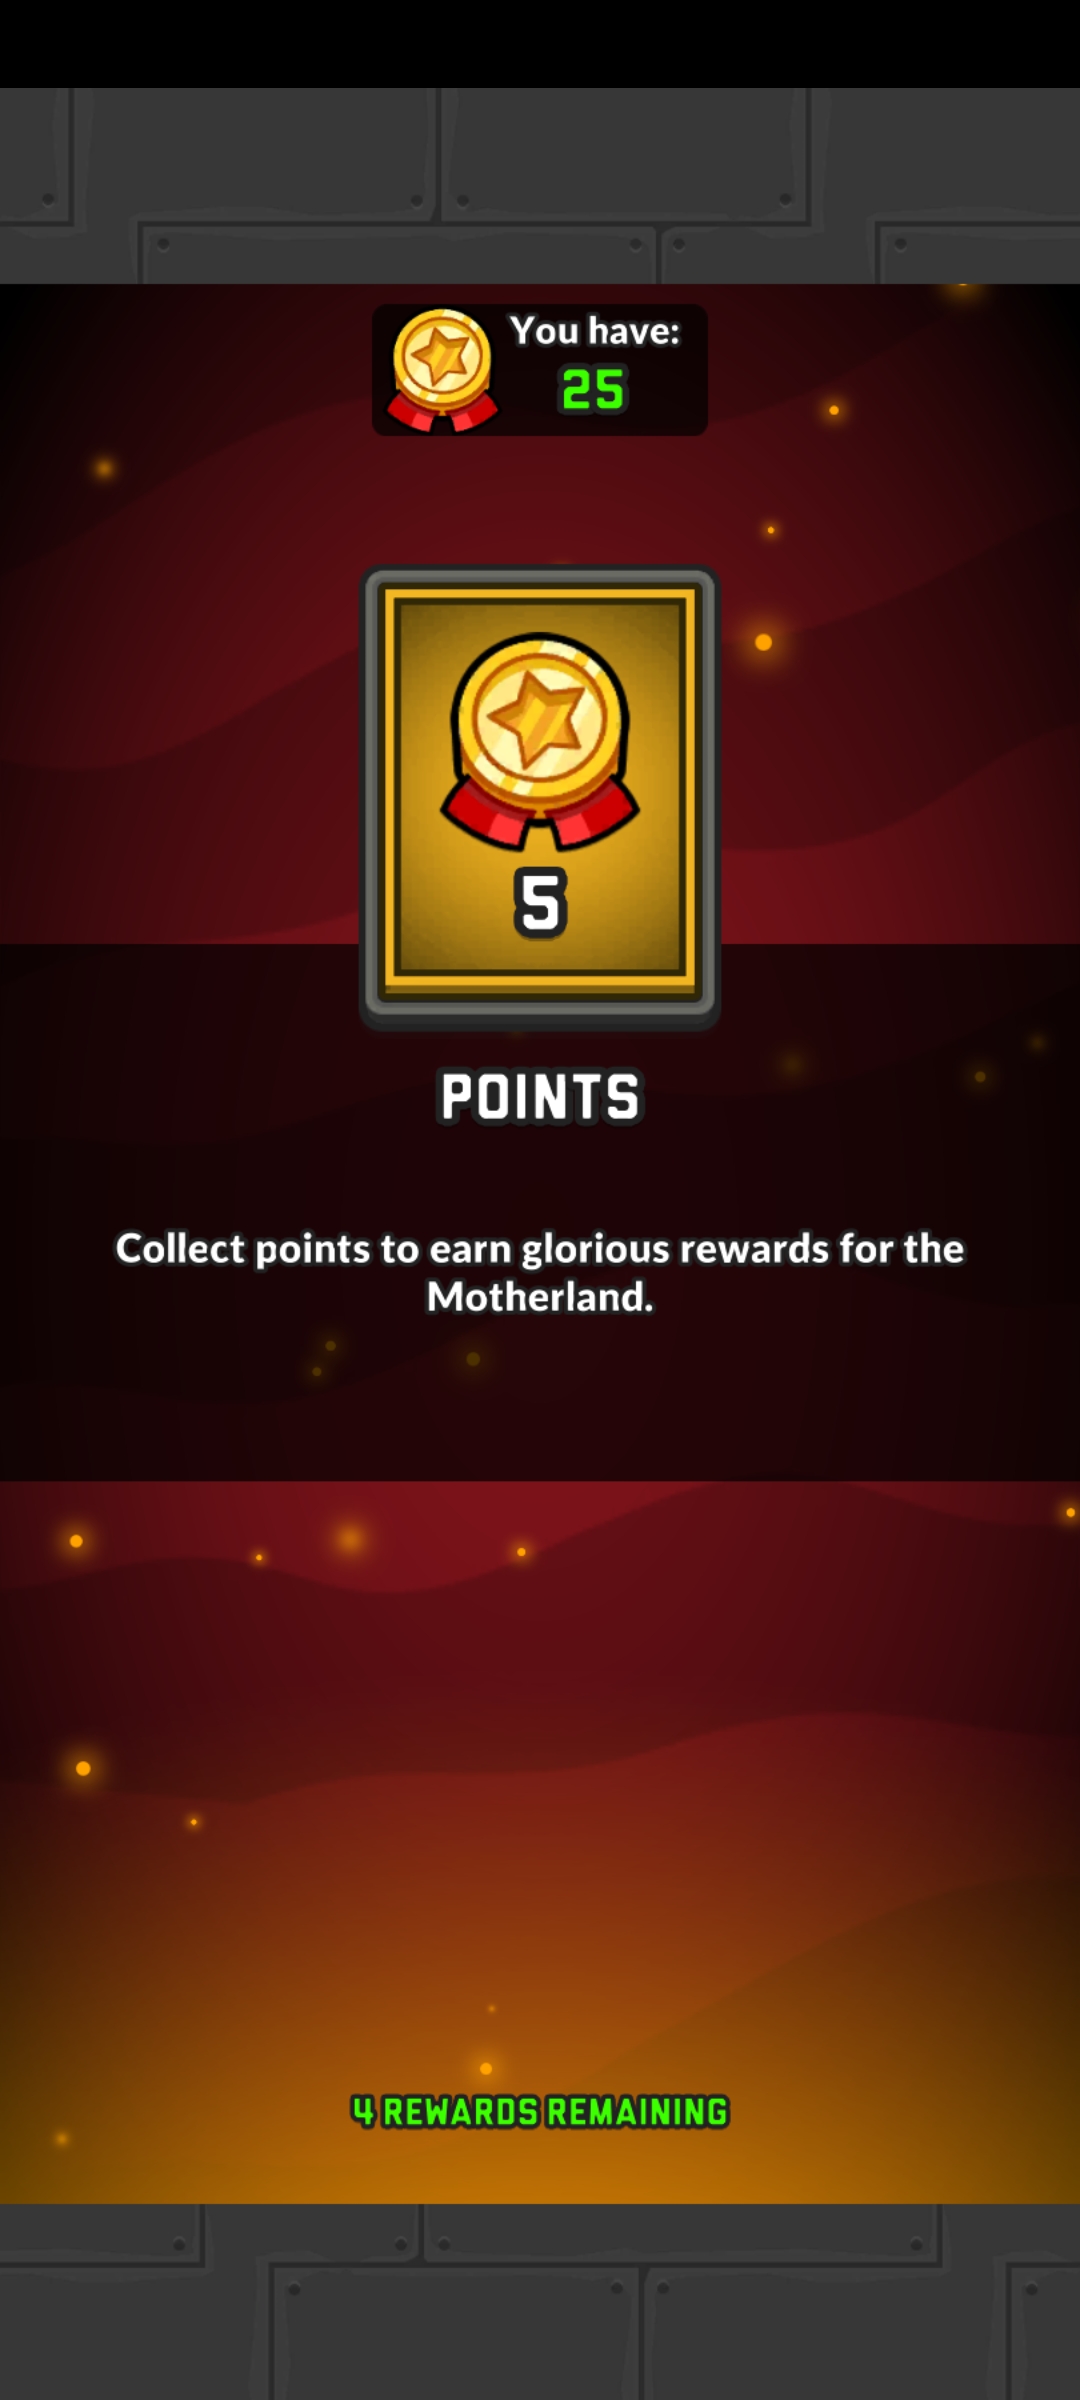 You have:
25
5
POINTS
Collect points to earn glorious rewards for the
Motherland.
4 REWARDS REMAINING